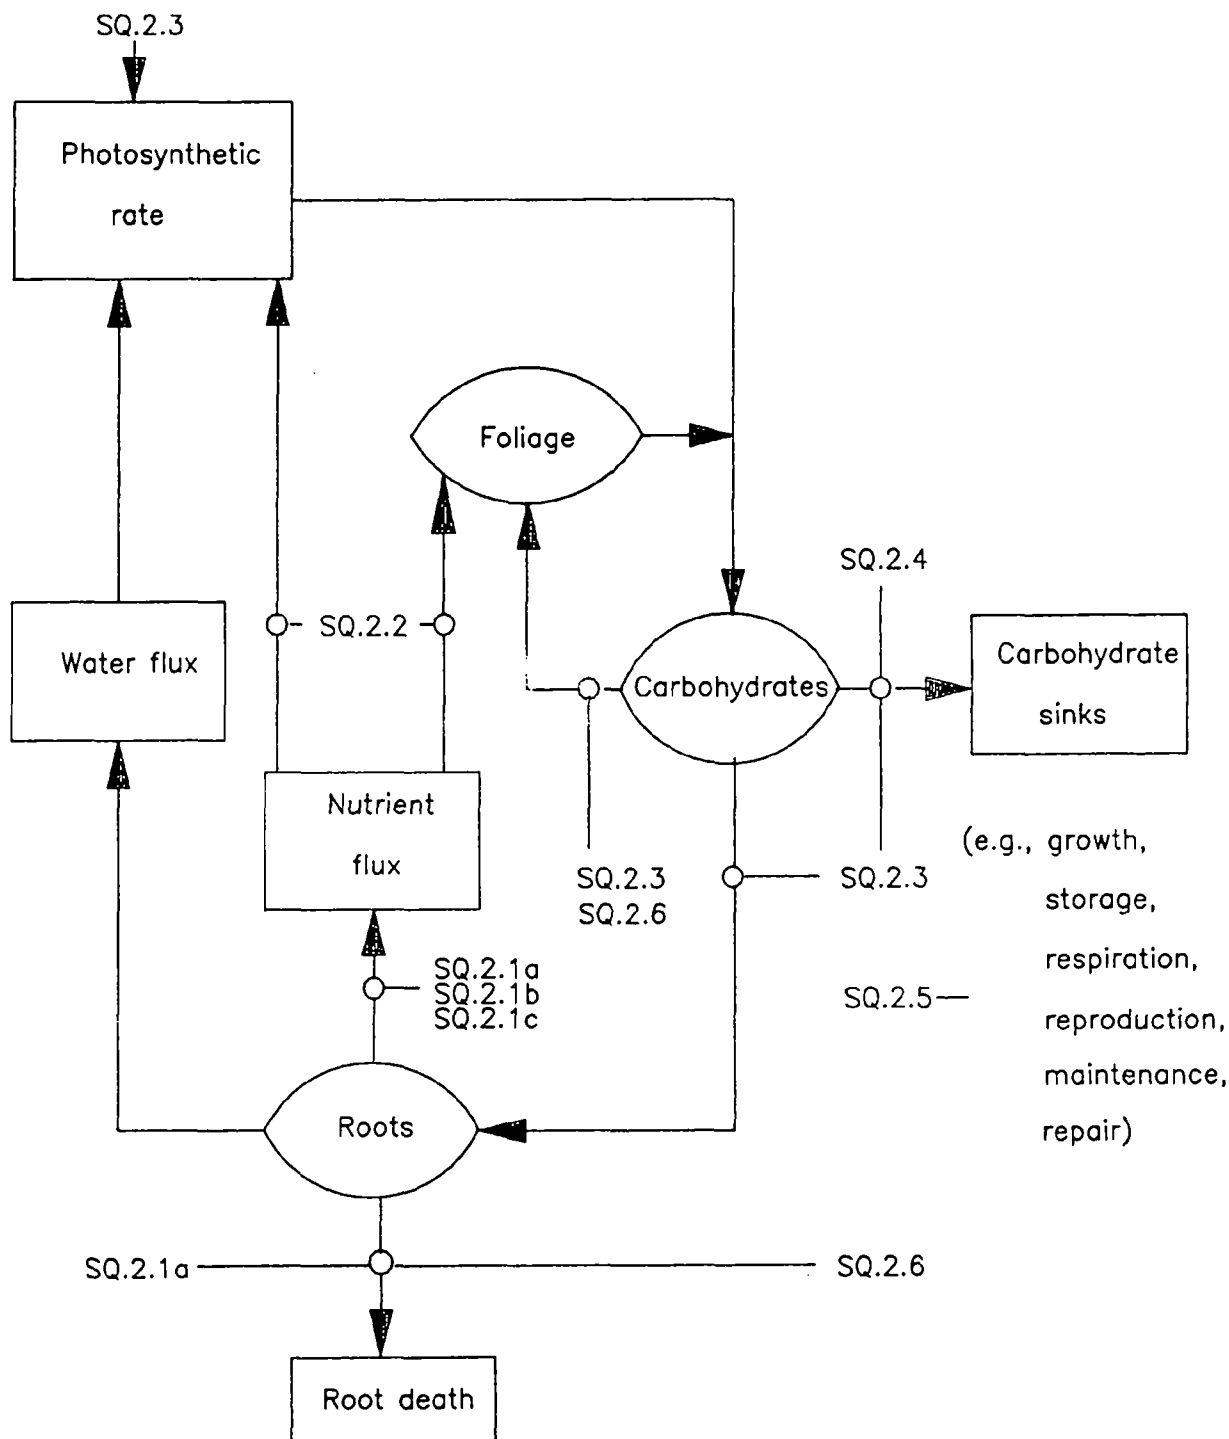 SQ.2.3
Photosynthetic
rate
Foliage
SQ.2.4
SQ.2.2
Water flux
Carbohydrates
Carbohydrate
sinks
Nutrient
flux
(e.g., growth,
storage,
respiration,
reproduction,
maintenance,
repair)
SQ.2.3
SQ.2.6
SQ.2.3
SQ.2.5
SQ.2.1a
SQ.2.1b
SQ.2.1c
Roots
SQ.2.1a
SQ.2.6
Root death